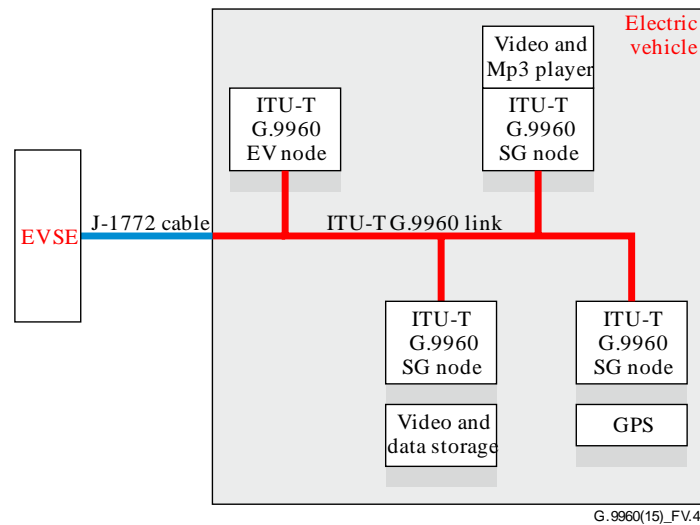 Electric
vehicle
Video and
Mp3 player
ITU-T
G.9960
EV node
ITU-T
G.9960
SG node
EVSE
J-1772 cable
ITU-T G.9960 link
ITU-T
G.9960
SG node
ITU-T
G.9960
SG node
Video and
data storage
GPS
G.9960(15)_FV.4